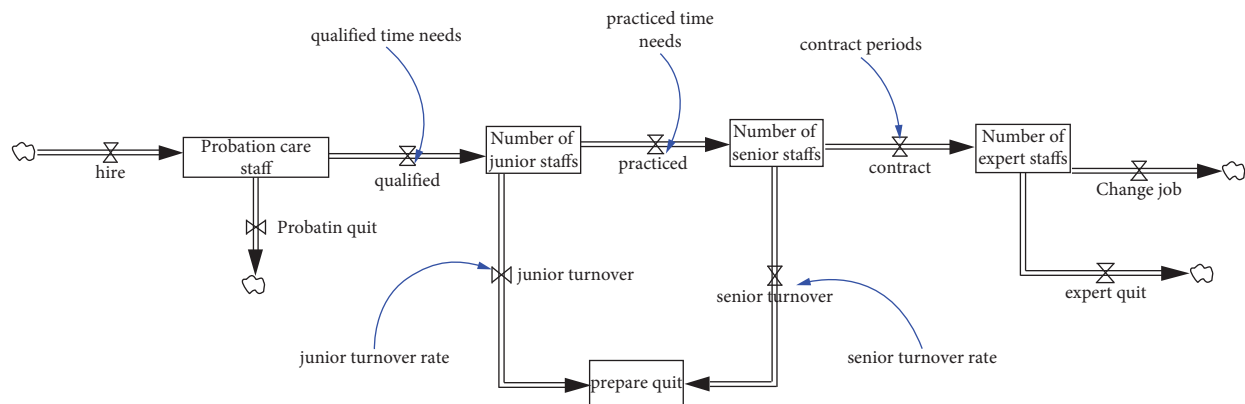 qualified time needs
practiced time
needs
contract periods
hire
Probation care
staff
qualified
Number of
junior staffs
practiced
Number of
senior staffs
contract
Number of
expert staffs
Change job
Probatin quit
junior turnover
senior turnover
expert quit
junior turnover rate
prepare quit
senior turnover rate